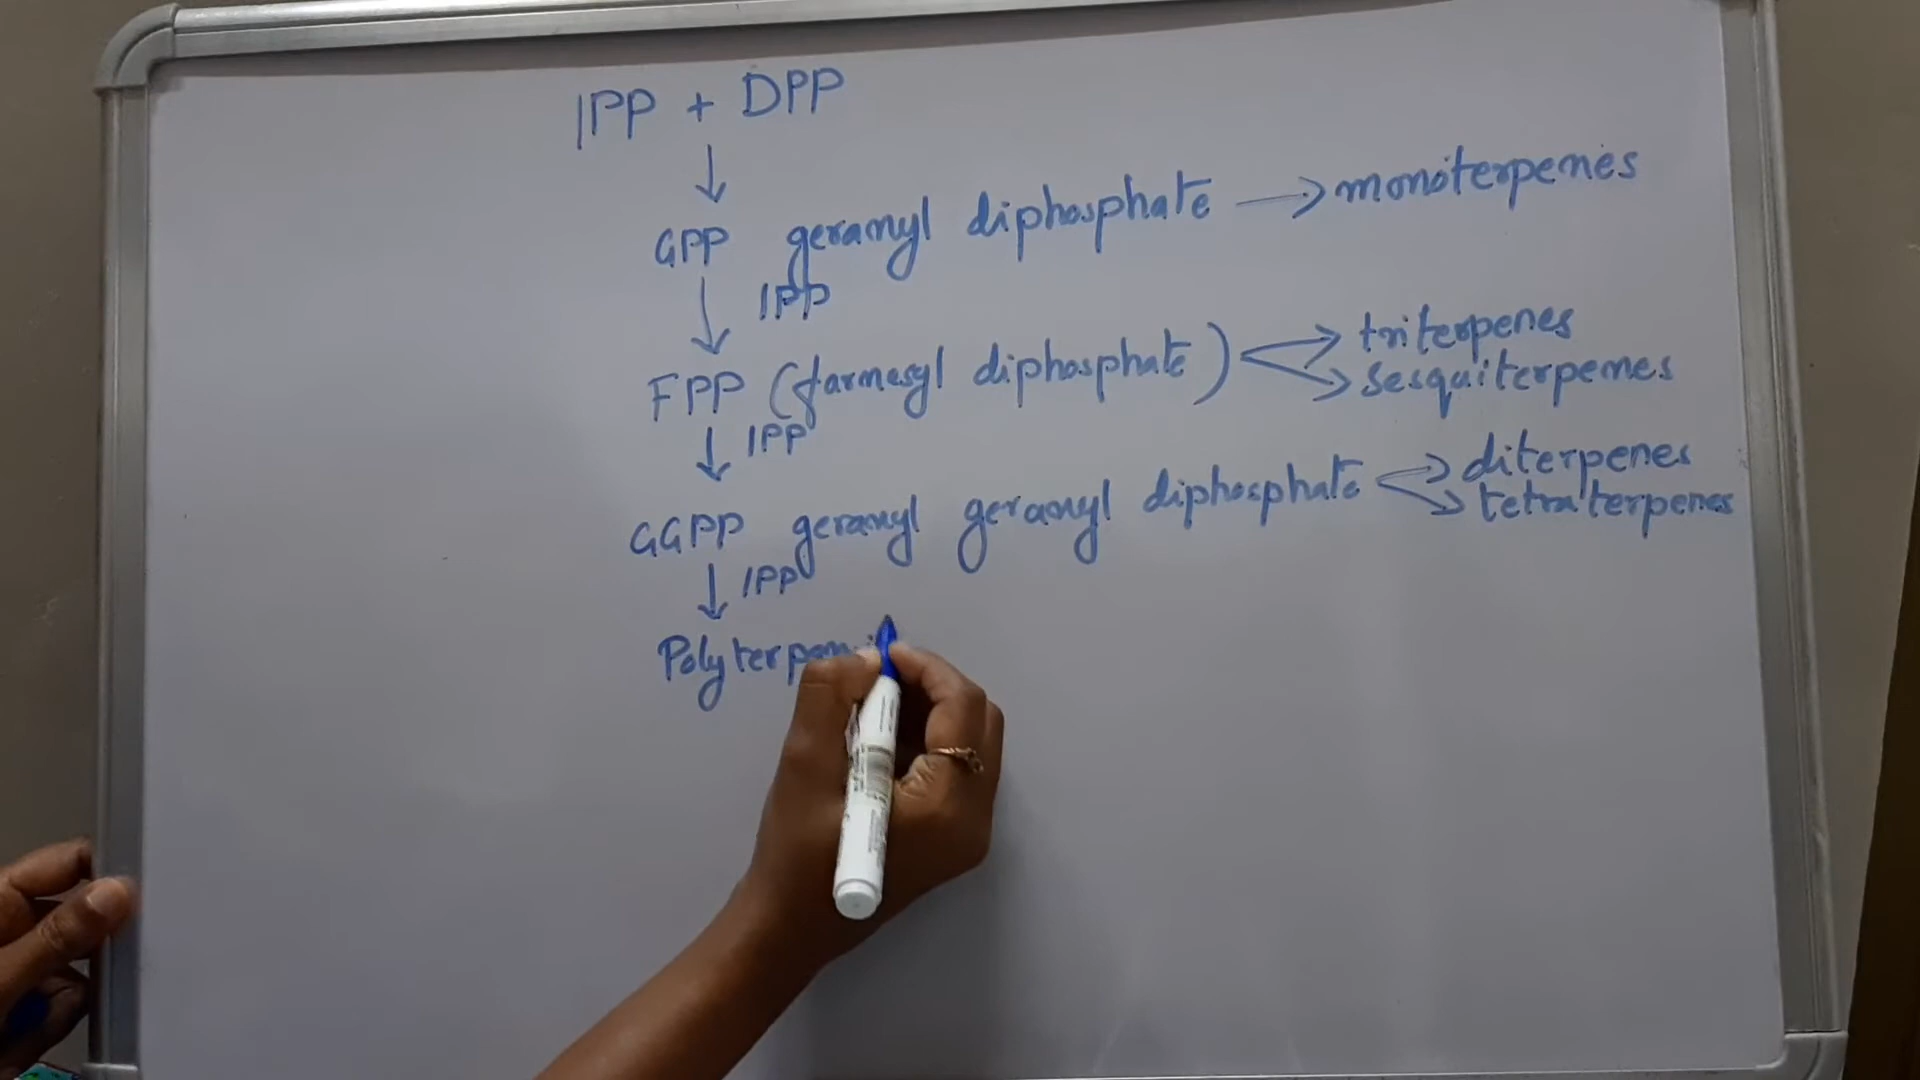 IPP + DPP
GPP geranyl diphosphate → monoterpenes
IPP
FPP (farnesyl diphosphate) → triterpenes
→ sesquiterpenes
IPP
GGPP geranyl geranyl diphosphate → diterpenes
→ tetraterpenes
IPP